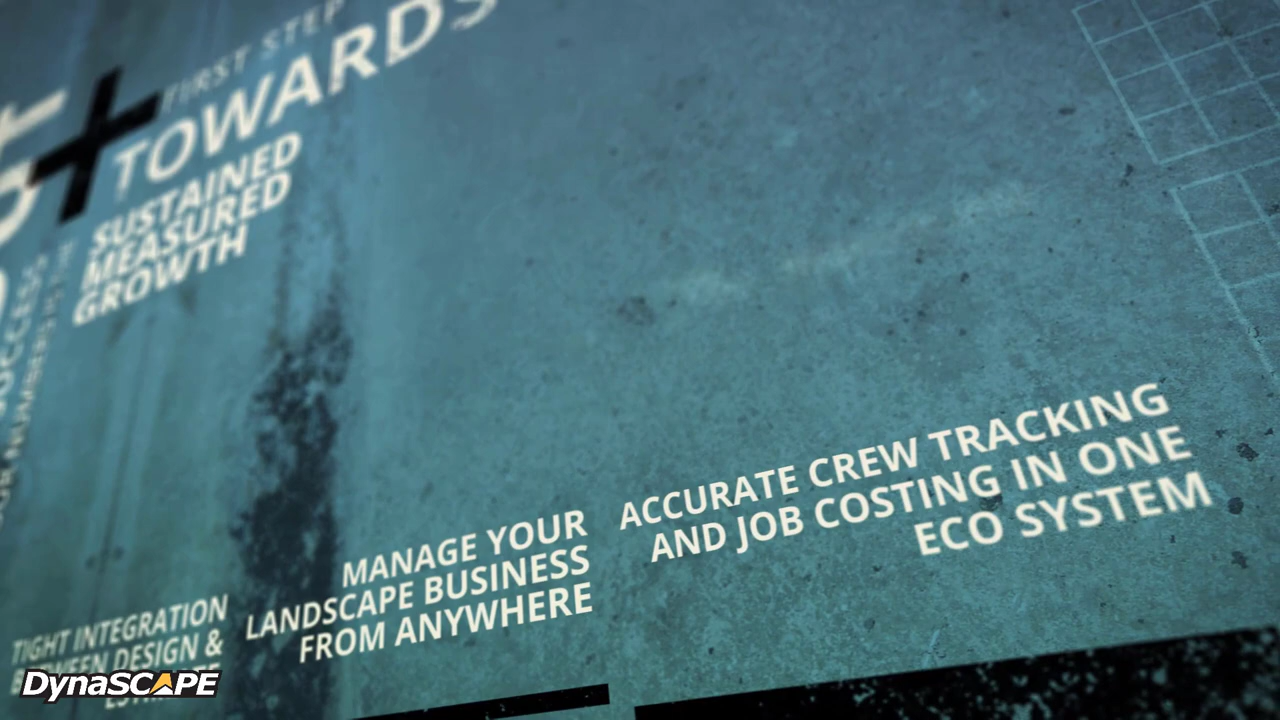 FIRST STEP
TOWARDS
SUSTAINED
MEASURED
GROWTH
SUCCESS
ACCURATE CREW TRACKING
AND JOB COSTING IN ONE
ECO SYSTEM
MANAGE YOUR
LANDSCAPE BUSINESS
FROM ANYWHERE
TIGHT INTEGRATION
DESIGN &
DynaSCAPE